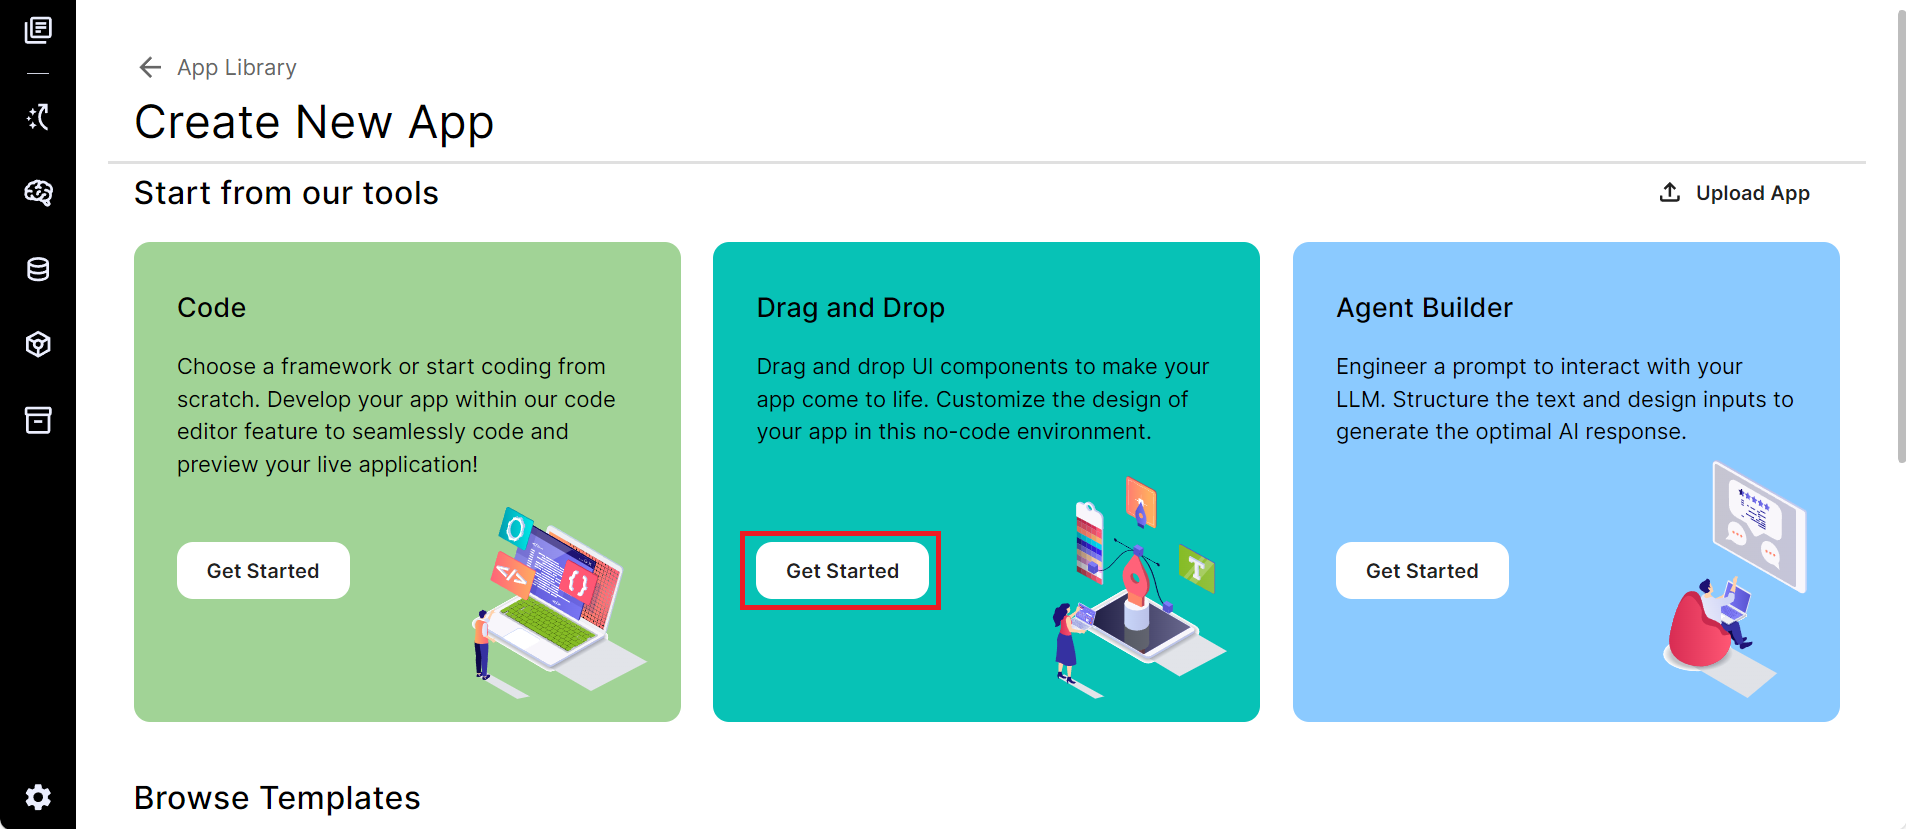 App Library
Create New App
Start from our tools
Upload App
Code
Choose a framework or start coding from
scratch. Develop your app within our code
editor feature to seamlessly code and
preview your live application!
Get Started
Drag and Drop
Drag and drop UI components to make your
app come to life. Customize the design of
your app in this no-code environment.
Get Started
Agent Builder
Engineer a prompt to interact with your
LLM. Structure the text and design inputs to
generate the optimal AI response.
Get Started
Browse Templates